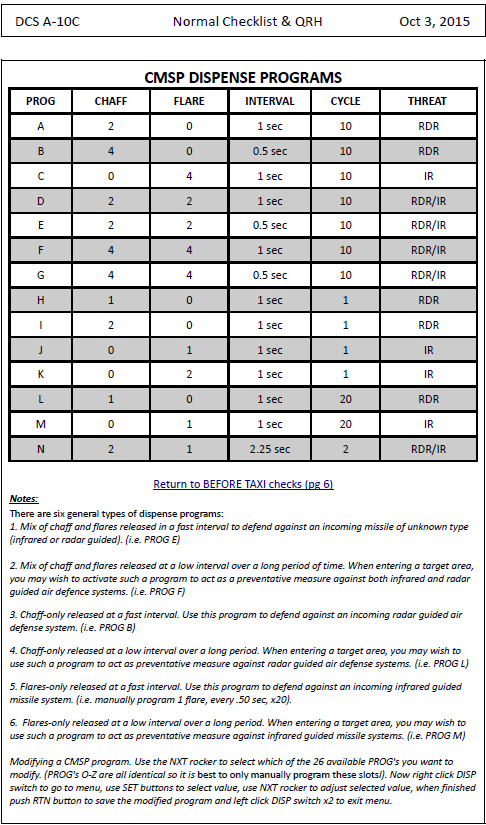 DCS A-10C Normal Checklist & QRH Oct 3, 2015
CMSP DISPENSE PROGRAMS
PROG CHAFF FLARE INTERVAL CYCLE THREAT
A 2 0 1 sec 10 RDR
B 4 0 0.5 sec 10 RDR
C 0 4 1 sec 10 IR
D 2 2 1 sec 10 RDR/IR
E 2 2 0.5 sec 10 RDR/IR
F 4 4 1 sec 10 RDR/IR
G 4 4 0.5 sec 10 RDR/IR
H 1 0 1 sec 1 RDR
I 2 0 1 sec 1 RDR
J 0 1 1 sec 1 IR
K 0 2 1 sec 1 IR
L 1 0 1 sec 20 RDR
M 0 1 1 sec 20 IR
N 2 1 2.25 sec 2 RDR/IR
Return to BEFORE TAXI checks (pg 6)
Notes:
There are six general types of dispense programs:
1. Mix of chaff and flares released in a fast interval to defend against an incoming missile of unknown type
(infrared or radar guided). (i.e. PROG E)
2. Mix of chaff and flares released at a low interval over a long period of time. When entering a target area,
you may wish to activate such a program to act as a preventative measure against both infrared and radar
guided air defence systems. (i.e. PROG F)
3. Chaff-only released at a fast interval. Use this program to defend against an incoming radar guided air
defense system. (i.e. PROG B)
4. Chaff-only released at a low interval over a long period. When entering a target area, you may wish to
use such a program to act as preventative measure against radar guided air defense systems. (i.e. PROG L)
5. Flares-only released at a fast interval. Use this program to defend against an incoming infrared guided
missile system. (i.e. manually program 1 flare, every .50 sec, x20).
6. Flares-only released at a low interval over a long period. When entering a target area, you may wish to
use such a program to act as a preventative measure against infrared guided missile systems. (i.e. PROG M)
Modifying a CMSP program. Use the NXT rocker to select which of the 26 available PROG's you want to
modify. (PROG's O-Z are all identical so it is best to only manually program these slots!). Now right click DISP
switch to go to menu, use SET buttons to select value, use NXT rocker to adjust selected value, when finished
push RTN button to save the modified program and left click DISP switch x2 to exit menu.